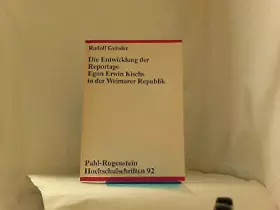 Rudolf Geissler
Die Entwicklung der
Reportage
Egon Erwin Kischs
in der Weimarer Republik
Pahl-Rugenstein
Hochschulschriften 92